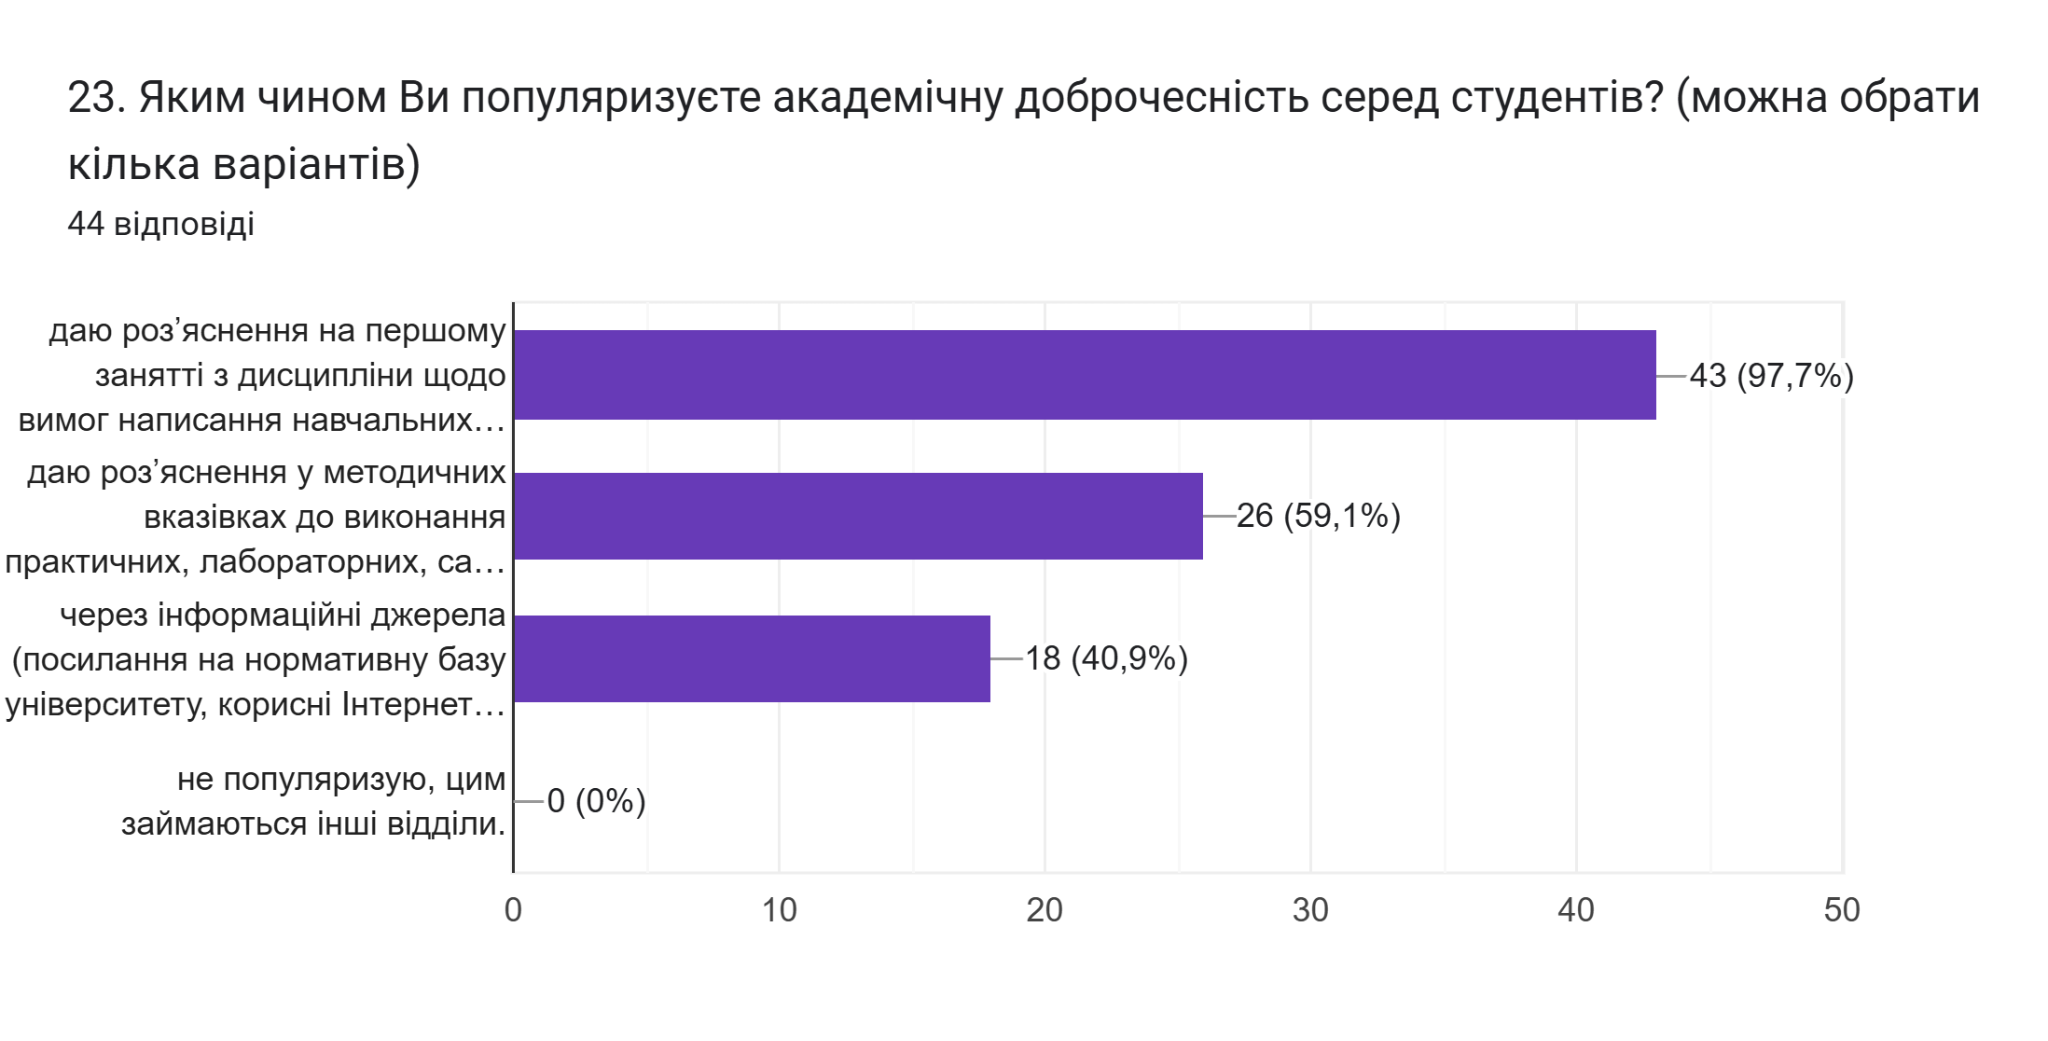 23. Яким чином Ви популяризуєте академічну доброчесність серед студентів? (можна обрати
кілька варіантів)
44 відповіді
даю роз’яснення на першому
занятті з дисципліни щодо
вимог написання навчальних…
43 (97,7%)
даю роз’яснення у методичних
вказівках до виконання
практичних, лабораторних, са…
26 (59,1%)
через інформаційні джерела
(посилання на нормативну базу
університету, корисні Інтернет…
18 (40,9%)
не популяризую, цим
займаються інші відділи.
0 (0%)
0 10 20 30 40 50